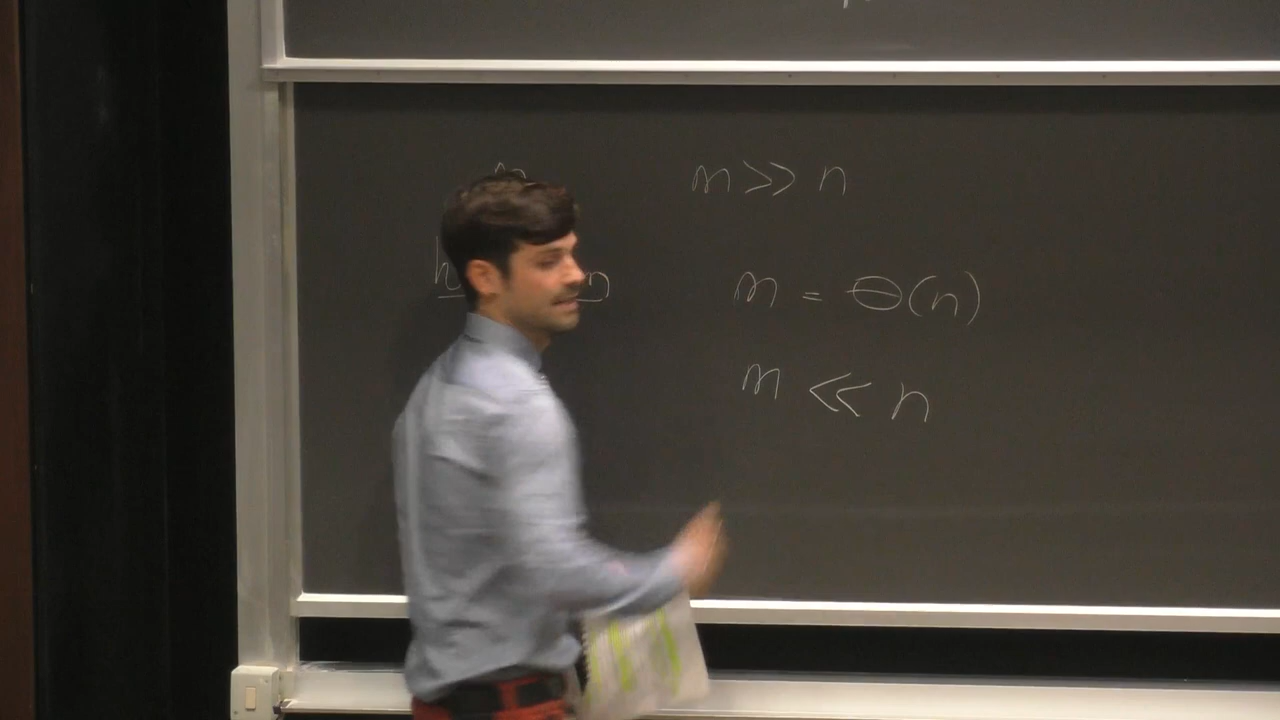 m >> n
m = Θ(n)
m << n